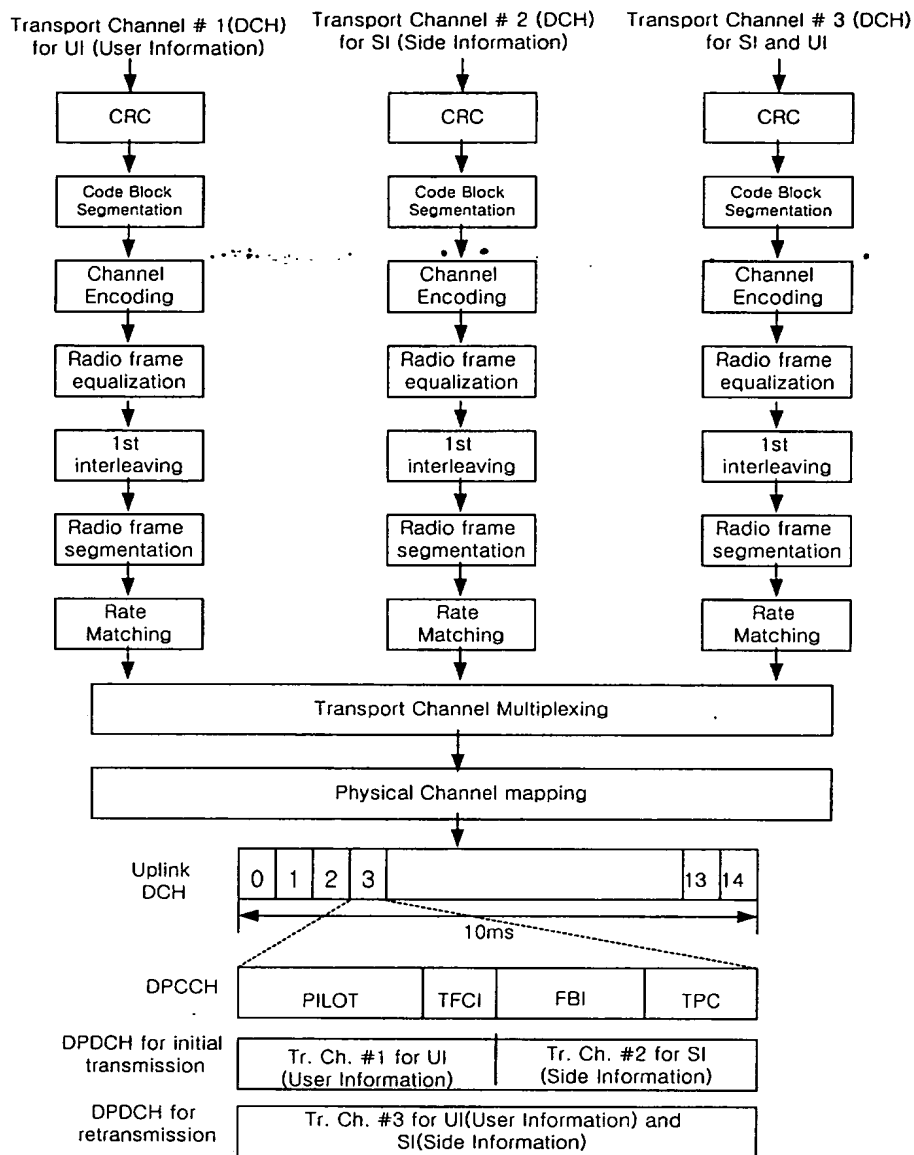 Transport Channel # 1(DCH)
for UI (User Information)
Transport Channel # 2 (DCH)
for SI (Side Information)
Transport Channel # 3 (DCH)
for SI and UI
CRC
CRC
CRC
Code Block
Segmentation
Code Block
Segmentation
Code Block
Segmentation
Channel
Encoding
Channel
Encoding
Channel
Encoding
Radio frame
equalization
Radio frame
equalization
Radio frame
equalization
1st
interleaving
1st
interleaving
1st
interleaving
Radio frame
segmentation
Radio frame
segmentation
Radio frame
segmentation
Rate
Matching
Rate
Matching
Rate
Matching
Transport Channel Multiplexing
Physical Channel mapping
Uplink
DCH
0 1 2 3 13 14
10ms
DPCCH
PILOT TFCI FBI TPC
DPDCH for initial
transmission
Tr. Ch. #1 for UI
(User Information)
Tr. Ch. #2 for SI
(Side Information)
DPDCH for
retransmission
Tr. Ch. #3 for UI(User Information) and
SI(Side Information)